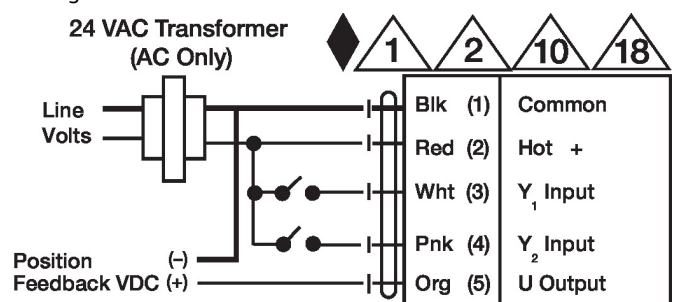 24 VAC Transformer
(AC Only)
1 2 10 18
Line
Volts
Blk (1) Common
Red (2) Hot +
Wht (3) Y1 Input
Pnk (4) Y2 Input
Position (-)
Feedback VDC (+)
Org (5) U Output